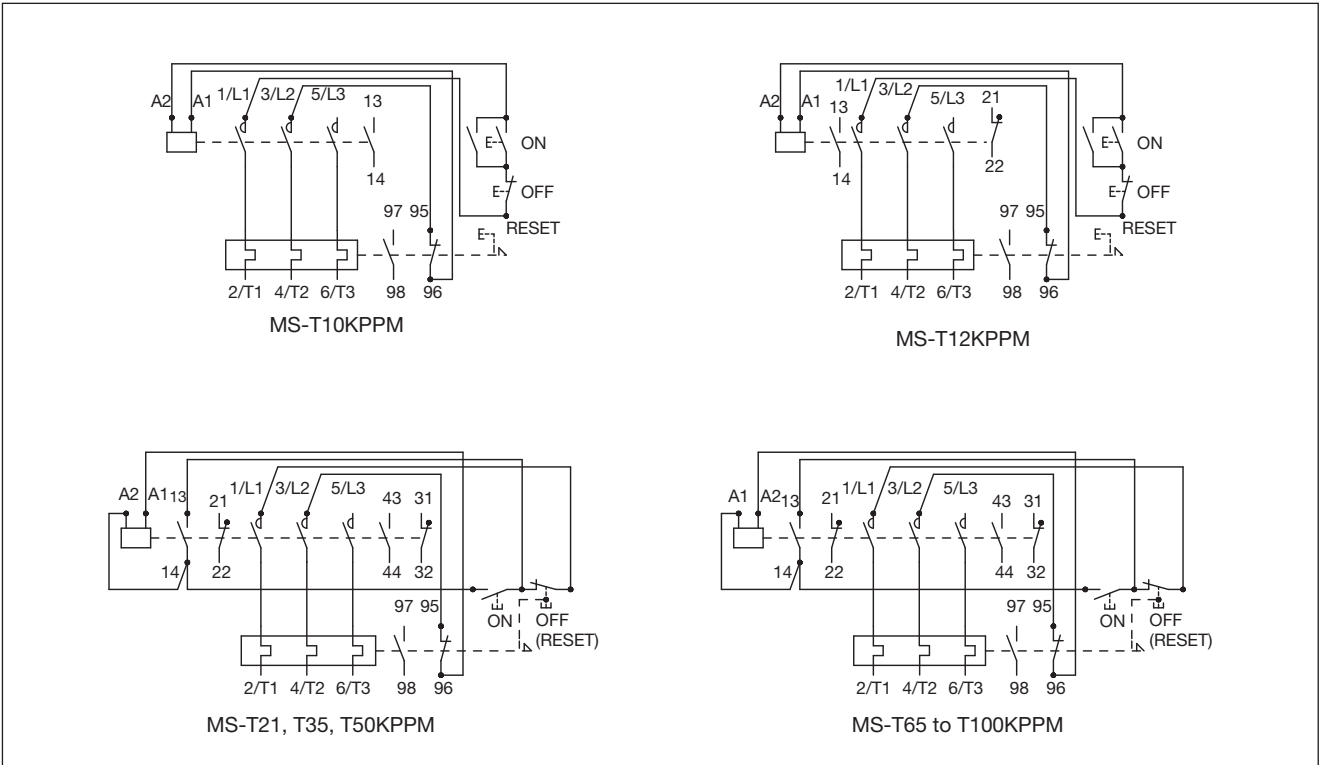 A2 A1 1/L1 3/L2 5/L3 13
14
ON
OFF
97 95
RESET
2/T1 4/T2 6/T3 98 96
MS-T10KPPM
A2 A1 13 1/L1 3/L2 5/L3 21
14 22
ON
OFF
97 95
RESET
2/T1 4/T2 6/T3 98 96
MS-T12KPPM
A2 A1 13 21 1/L1 3/L2 5/L3 43 31
14 22 44 32
97 95
ON OFF
(RESET)
2/T1 4/T2 6/T3 98 96
MS-T21, T35, T50KPPM
A1 A2 13 21 1/L1 3/L2 5/L3 43 31
14 22 44 32
97 95
ON OFF
(RESET)
2/T1 4/T2 6/T3 98 96
MS-T65 to T100KPPM